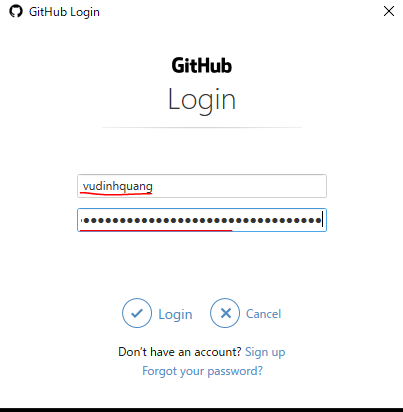 GitHub Login
GitHub
Login
vudinhquang
Login
Cancel
Don't have an account? Sign up
Forgot your password?